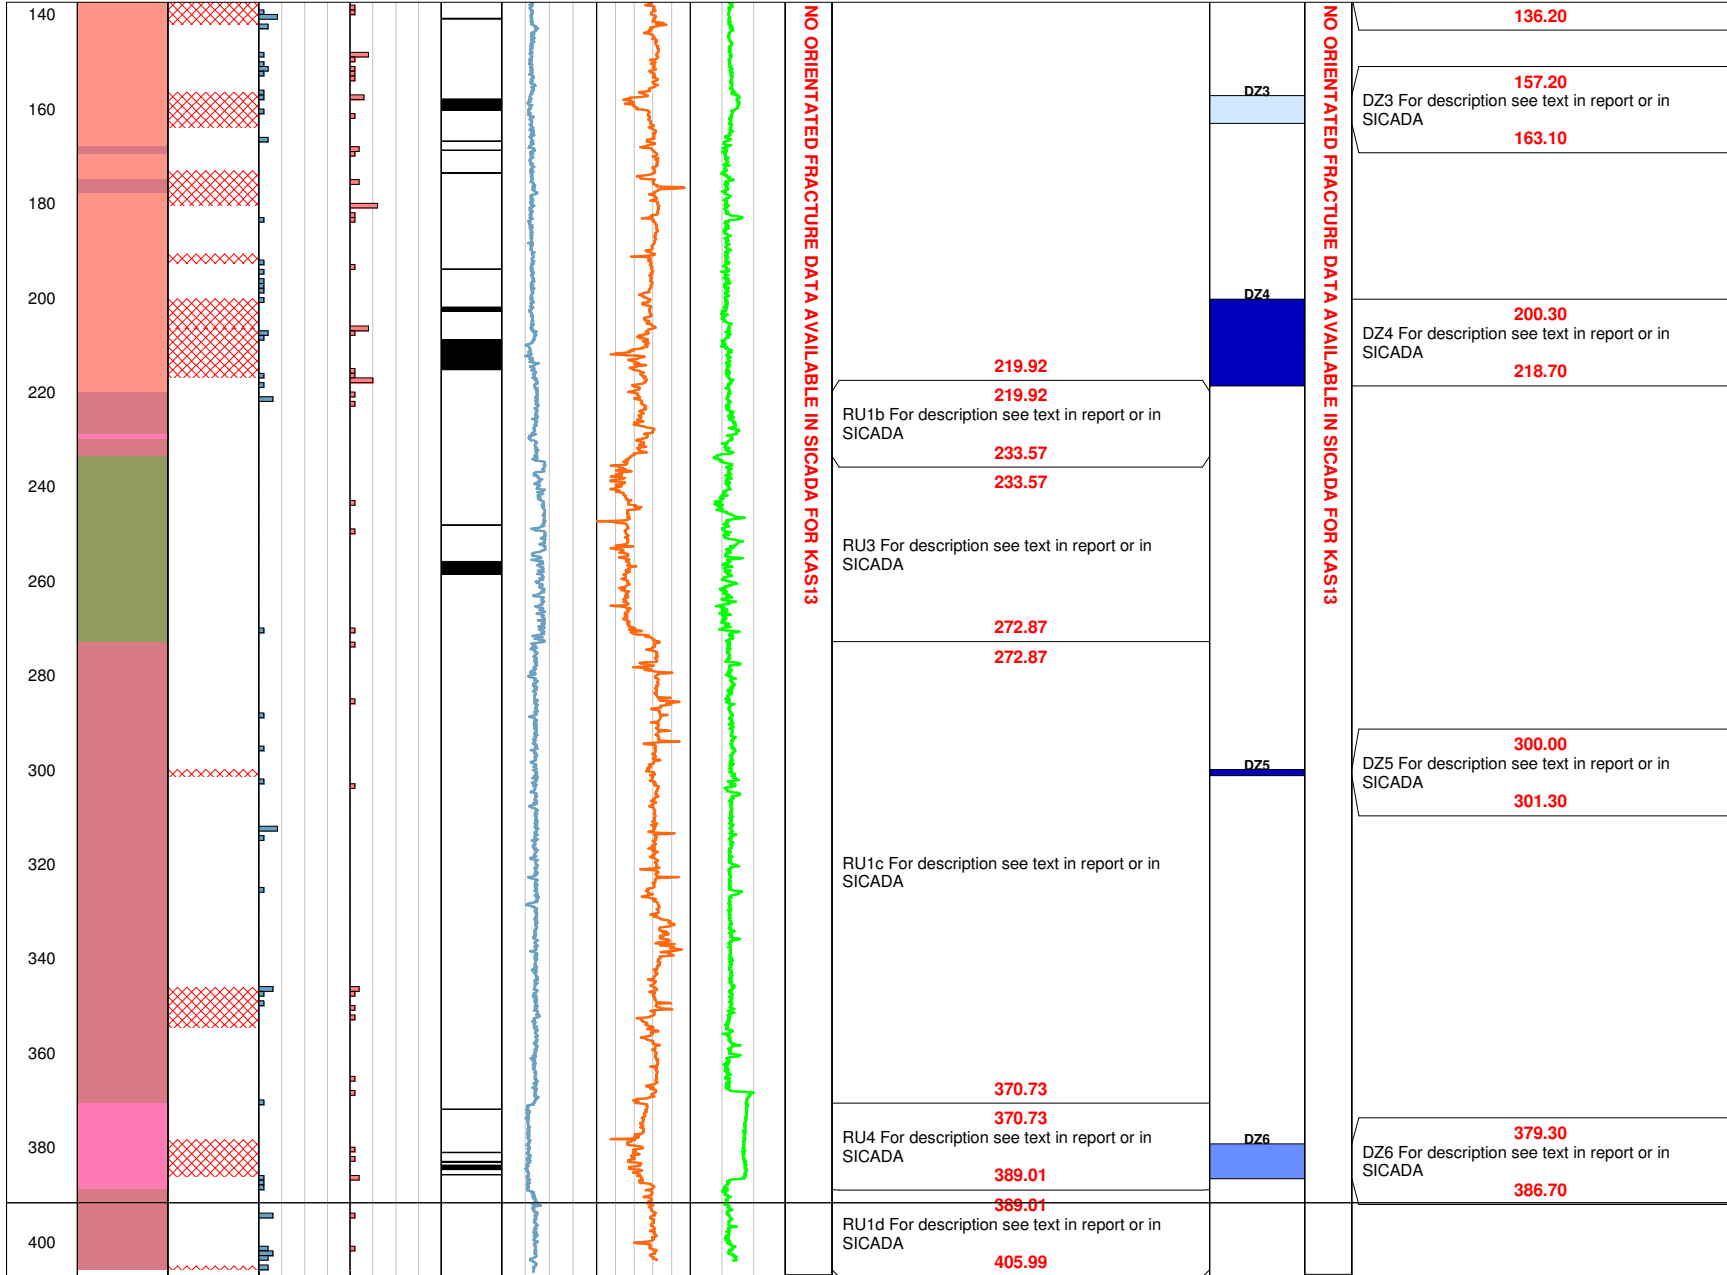 140
160
180
200
220
240
260
280
300
320
340
360
380
400
NO ORIENTATED FRACTURE DATA AVAILABLE IN SICADA FOR KAS13
219.92
219.92
RU1b For description see text in report or in
SICADA
233.57
233.57
RU3 For description see text in report or in
SICADA
272.87
272.87
RU1c For description see text in report or in
SICADA
370.73
370.73
RU4 For description see text in report or in
SICADA
389.01
389.01
RU1d For description see text in report or in
SICADA
405.99
DZ3
DZ4
DZ5
DZ6
NO ORIENTATED FRACTURE DATA AVAILABLE IN SICADA FOR KAS13
136.20
157.20
DZ3 For description see text in report or in
SICADA
163.10
200.30
DZ4 For description see text in report or in
SICADA
218.70
300.00
DZ5 For description see text in report or in
SICADA
301.30
379.30
DZ6 For description see text in report or in
SICADA
386.70